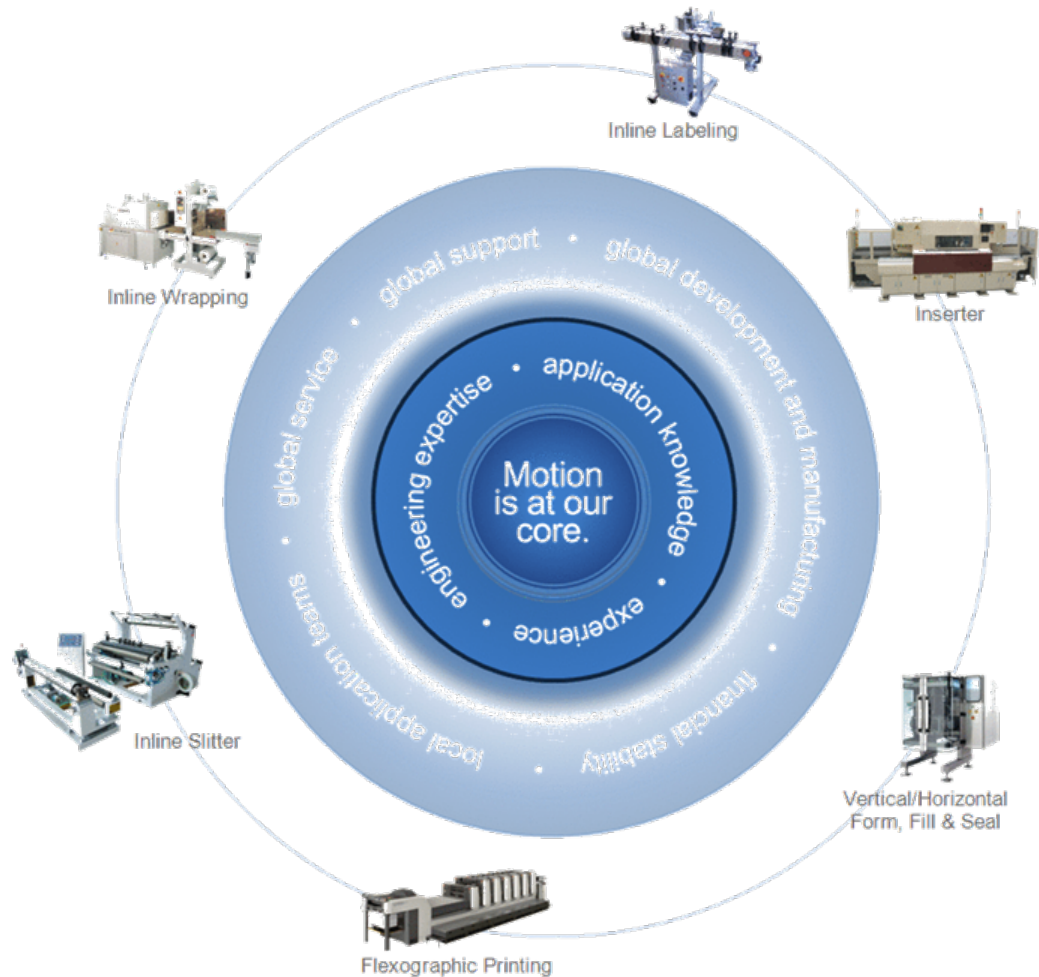 Inline Labeling
Inserter
Vertical/Horizontal
Form, Fill & Seal
Flexographic Printing
Inline Slitter
Inline Wrapping
global support • global development and manufacturing • financial stability • local application teams • global service •
engineering expertise • application knowledge • experience •
Motion
is at our
core.